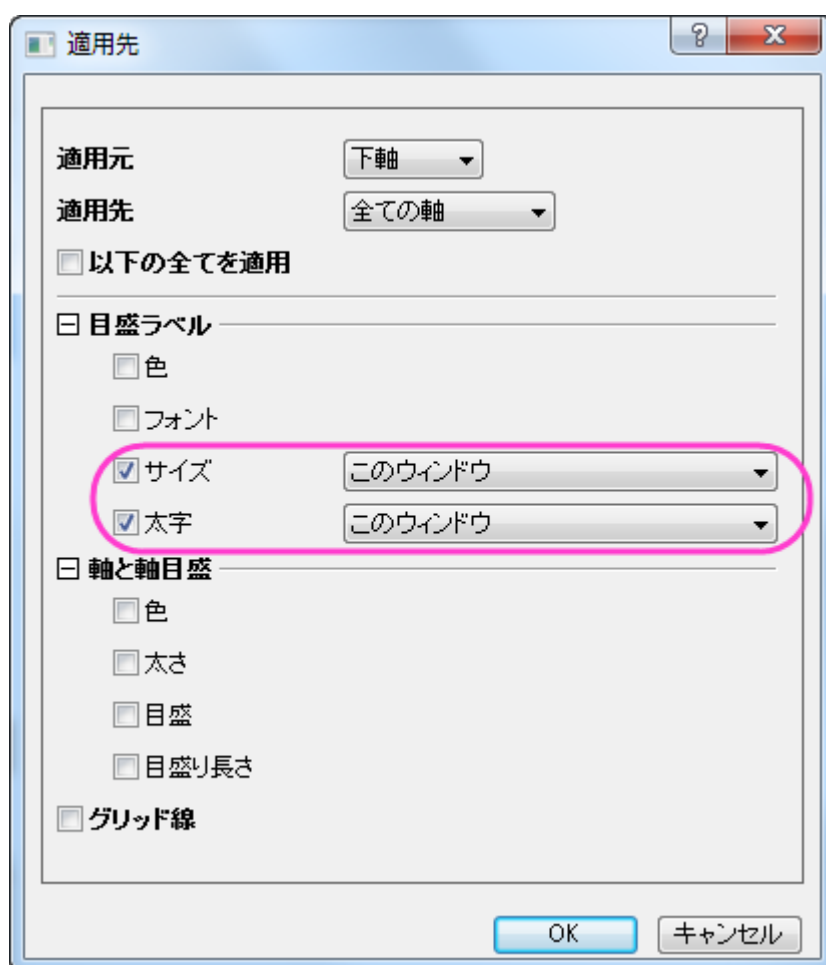 適用先
適用元 下軸
適用先 全ての軸
以下の全てを適用
目盛ラベル
色
フォント
サイズ このウィンドウ
太字 このウィンドウ
軸と軸目盛
色
太さ
目盛
目盛り長さ
グリッド線
OK キャンセル